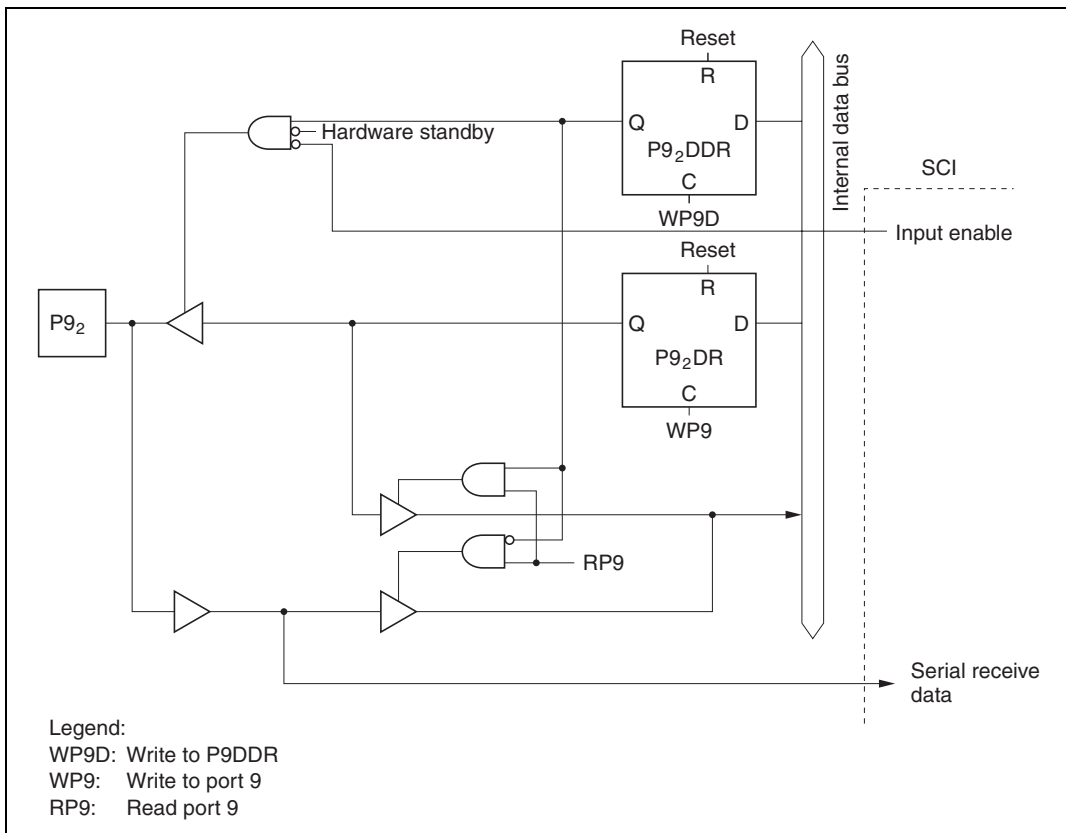 Reset
R
Hardware standby
Q
D
P9₂DDR
C
WP9D
Internal data bus
SCI
Input enable
Reset
R
P9₂
Q
D
P9₂DR
C
WP9
RP9
Serial receive
data
Legend:
WP9D: Write to P9DDR
WP9: Write to port 9
RP9: Read port 9